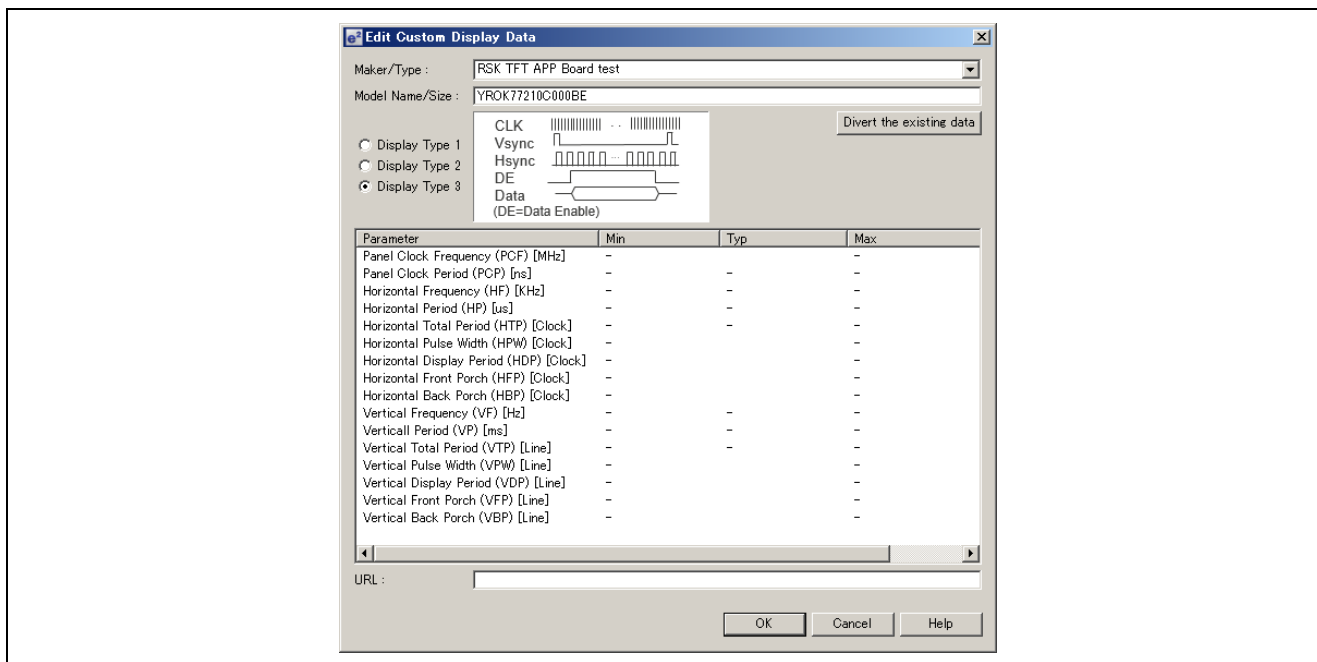 e² Edit Custom Display Data
Maker/Type : RSK TFT APP Board test
Model Name/Size : YROK77210C000BE
Divert the existing data
Display Type 1
Display Type 2
Display Type 3
CLK
Vsync
Hsync
DE
Data
(DE=Data Enable)
Parameter Min Typ Max
Panel Clock Frequency (PCF) [MHz] - -
Panel Clock Period (PCP) [ns] - - -
Horizontal Frequency (HF) [KHz] - - -
Horizontal Period (HP) [us] - - -
Horizontal Total Period (HTP) [Clock] - - -
Horizontal Pulse Width (HPW) [Clock] - -
Horizontal Display Period (HDP) [Clock] - -
Horizontal Front Porch (HFP) [Clock] - -
Horizontal Back Porch (HBP) [Clock] - -
Vertical Frequency (VF) [Hz] - - -
Verticall Period (VP) [ms] - - -
Vertical Total Period (VTP) [Line] - - -
Vertical Pulse Width (VPW) [Line] - -
Vertical Display Period (VDP) [Line] - -
Vertical Front Porch (VFP) [Line] - -
Vertical Back Porch (VBP) [Line] - -
URL :
OK Cancel Help